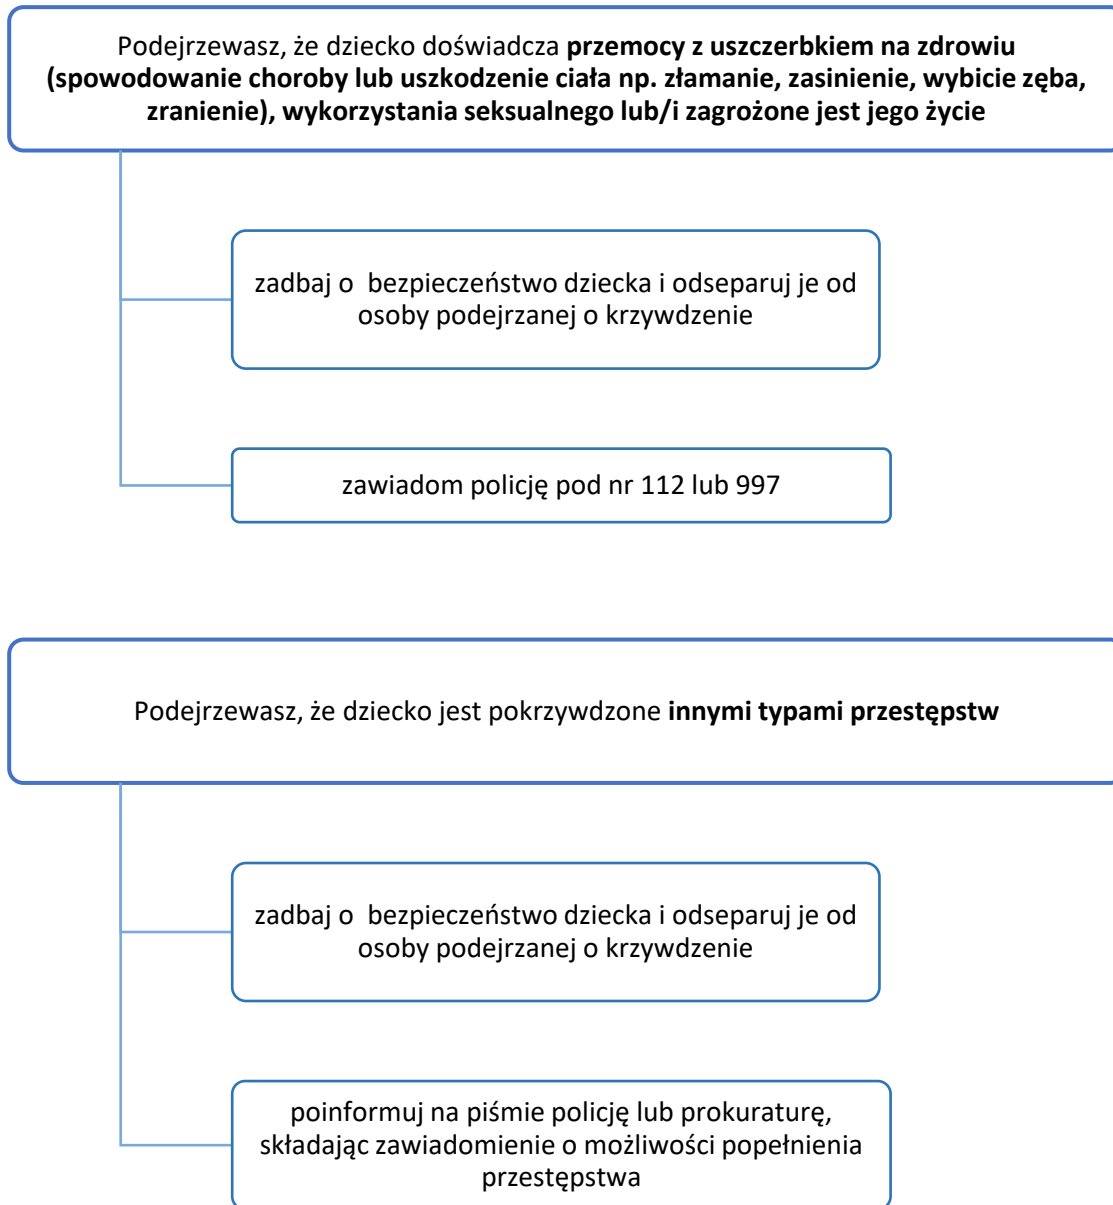 Podejrzewasz, że dziecko doświadcza przemocy z uszczerbkiem na zdrowiu
(spowodowanie choroby lub uszkodzenie ciała np. złamanie, zasinienie, wybicie zęba,
zranienie), wykorzystania seksualnego lub/i zagrożone jest jego życie
zadbaj o  bezpieczeństwo dziecka i odseparuj je od
osoby podejrzanej o krzywdzenie
zawiadom policję pod nr 112 lub 997
Podejrzewasz, że dziecko jest pokrzywdzone innymi typami przestępstw
zadbaj o  bezpieczeństwo dziecka i odseparuj je od
osoby podejrzanej o krzywdzenie
poinformuj na piśmie policję lub prokuraturę,
składając zawiadomienie o możliwości popełnienia
przestępstwa